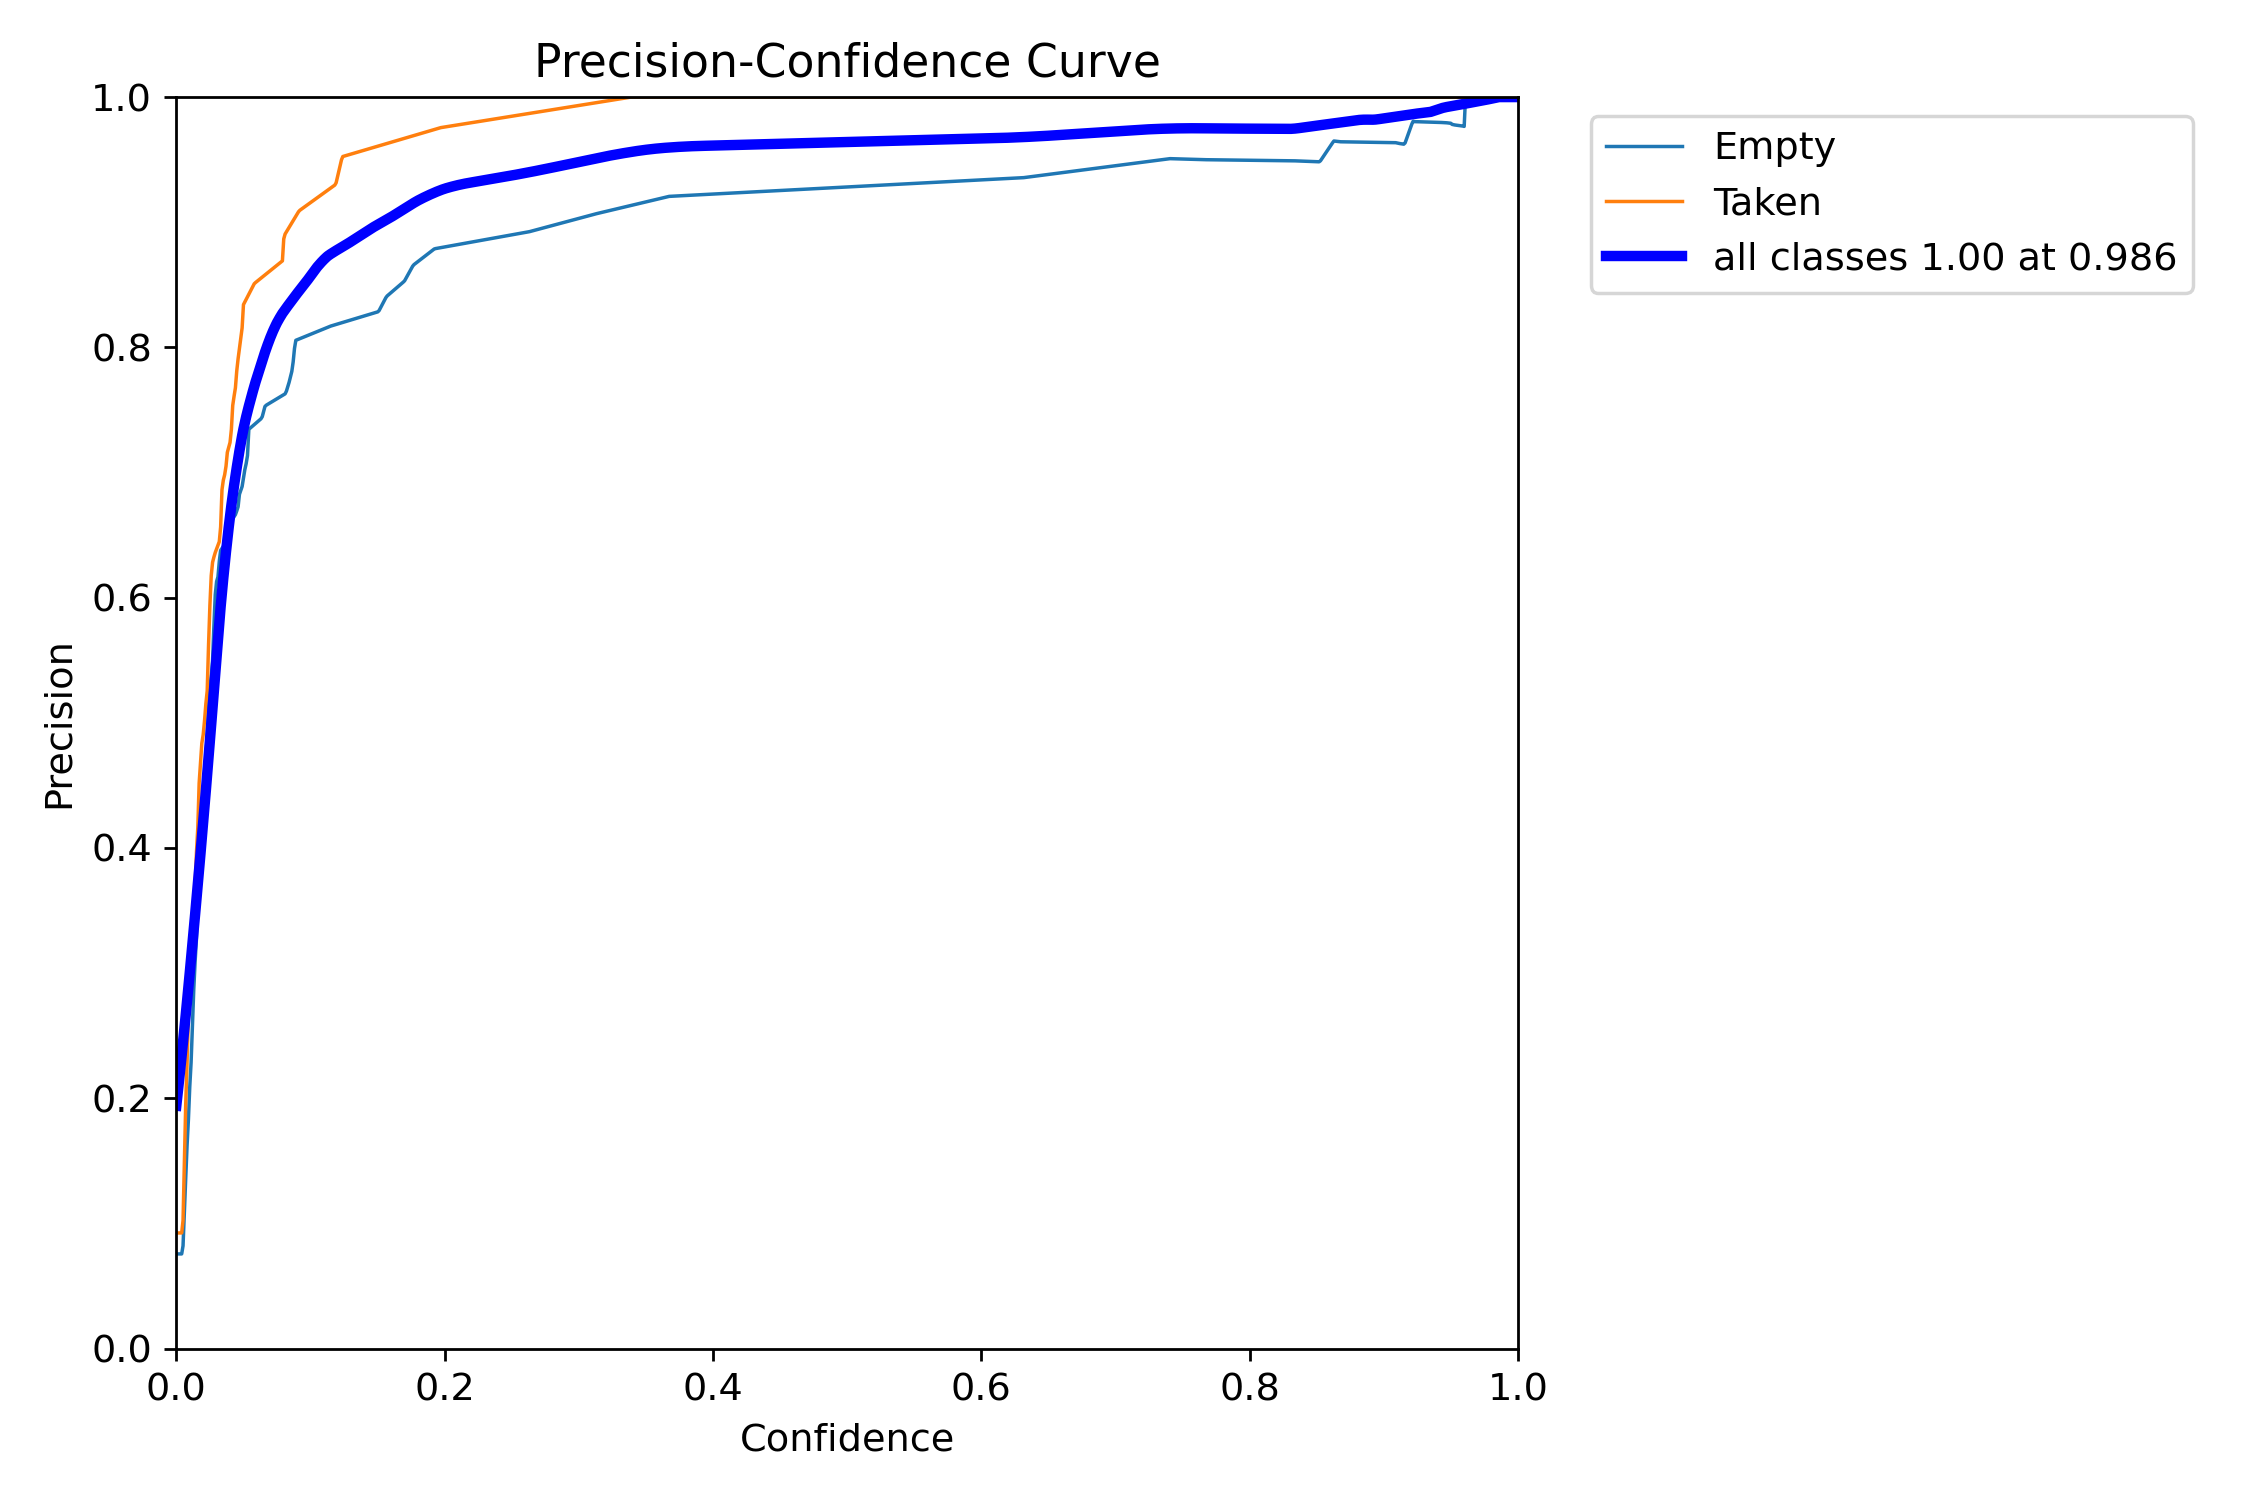 Precision-Confidence Curve
1.0
0.8
0.6
0.4
0.2
0.0
Precision
0.0 0.2 0.4 0.6 0.8 1.0
Confidence
Empty
Taken
all classes 1.00 at 0.986